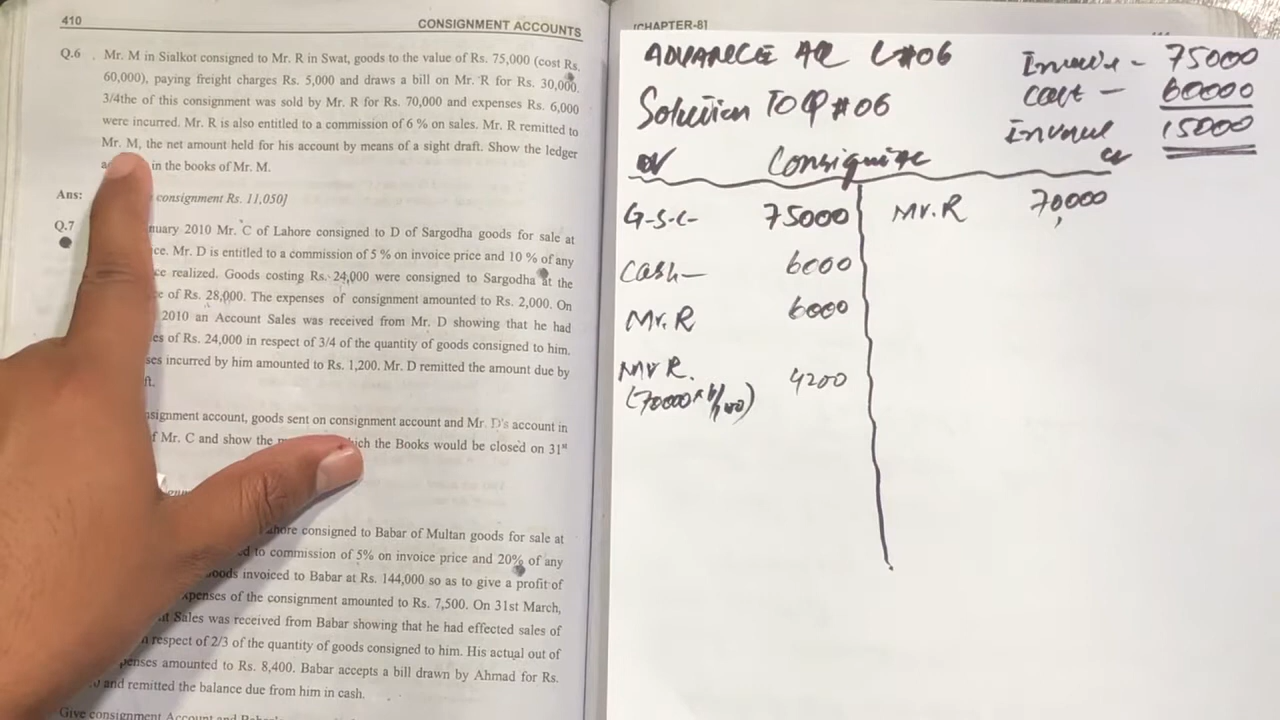 410
CONSIGNMENT ACCOUNTS
Q.6 Mr. M in Sialkot consigned to Mr. R in Swat, goods to the value of Rs. 75,000 (cost Rs.
60,000), paying freight charges Rs. 5,000 and draws a bill on Mr. R for Rs. 30,000.
3/4the of this consignment was sold by Mr. R for Rs. 70,000 and expenses Rs. 6,000
were incurred. Mr. R is also entitled to a commission of 6 % on sales. Mr. R remitted to
Mr. M, the net amount held for his account by means of a sight draft. Show the ledger
in the books of Mr. M.
Ans: consignment Rs. 11,050]
Q.7 nuary 2010 Mr. C of Lahore consigned to D of Sargodha goods for sale at
ce. Mr. D is entitled to a commission of 5 % on invoice price and 10 % of any
ce realized. Goods costing Rs. 24,000 were consigned to Sargodha at the
e of Rs. 28,000. The expenses of consignment amounted to Rs. 2,000. On
2010 an Account Sales was received from Mr. D showing that he had
es of Rs. 24,000 in respect of 3/4 of the quantity of goods consigned to him.
ses incurred by him amounted to Rs. 1,200. Mr. D remitted the amount due by
ft.
nsignment account, goods sent on consignment account and Mr. D's account in
f Mr. C and show the which the Books would be closed on 31st
hore consigned to Babar of Multan goods for sale at
ed to commission of 5% on invoice price and 20% of any
oods invoiced to Babar at Rs. 144,000 so as to give a profit of
xpenses of the consignment amounted to Rs. 7,500. On 31st March,
nt Sales was received from Babar showing that he had effected sales of
n respect of 2/3 of the quantity of goods consigned to him. His actual out of
penses amounted to Rs. 8,400. Babar accepts a bill drawn by Ahmad for Rs.
and remitted the balance due from him in cash.
Give consignment Account and
[CHAPTER-8]
ADVANCE A/C L#06
Solution TO Q#06
Invoice - 75000
cost - 60000
15000
Dr Cr
G.S.C- 75000 Mr. R 70,000
Cash- 6000
Mr. R 6000
Mr R. 4200
(70000 × 6/100)